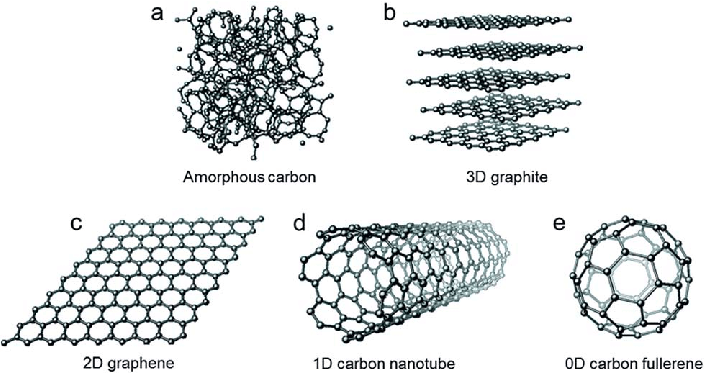 a
b
Amorphous carbon
3D graphite
c
d
e
2D graphene
1D carbon nanotube
0D carbon fullerene